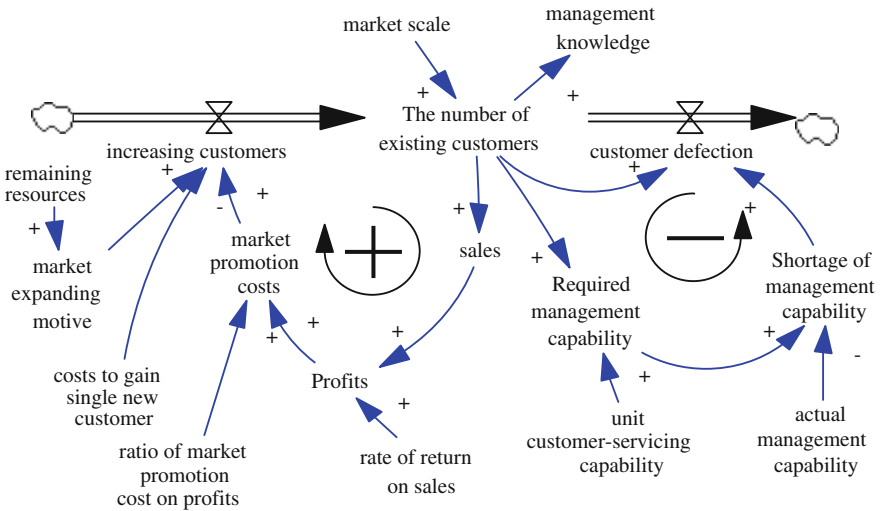 market scale
management
knowledge
+
+
The number of
existing customers
increasing customers
customer defection
remaining
resources
+
+
-
+
+
+
+
market
expanding
motive
market
promotion
costs
sales
+
Required
management
capability
Shortage of
management
capability
+
+
+
+
-
Profits
costs to gain
single new
customer
+
+
unit
customer-servicing
capability
actual
management
capability
ratio of market
promotion
cost on profits
rate of return
on sales